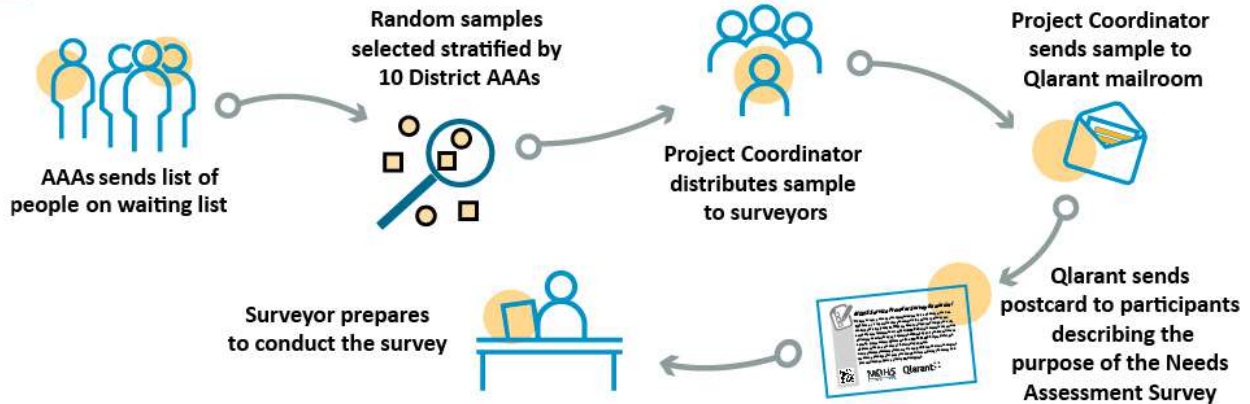 AAAs sends list of
people on waiting list
Random samples
selected stratified by
10 District AAAs
Project Coordinator
distributes sample
to surveyors
Project Coordinator
sends sample to
Qlarant mailroom
Qlarant sends
postcard to participants
describing the
purpose of the Needs
Assessment Survey
MDHS Qlarant
Surveyor prepares
to conduct the survey